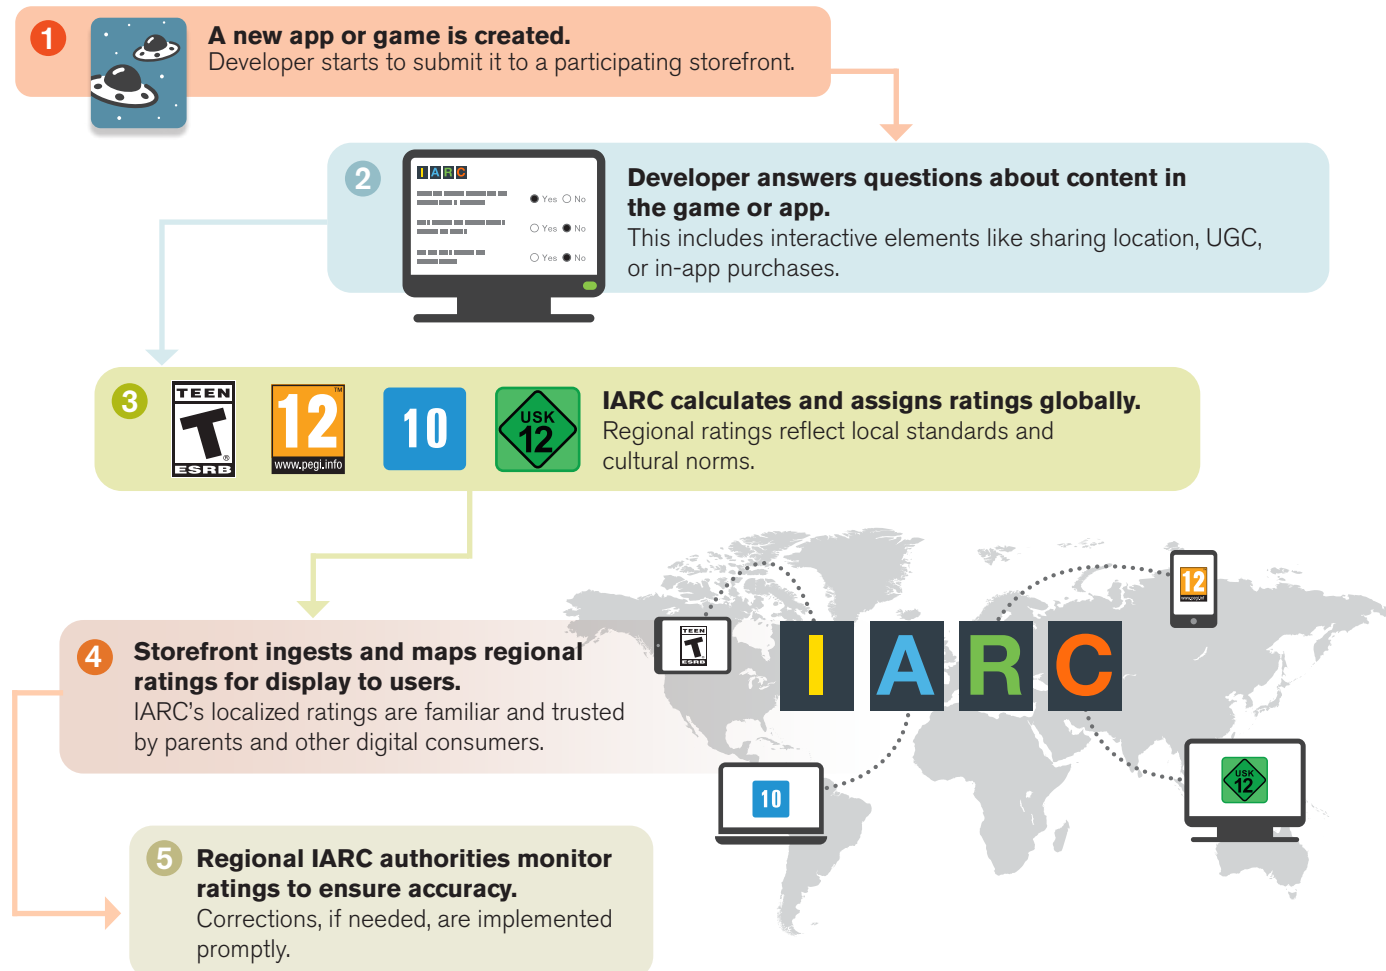 1
A new app or game is created.
Developer starts to submit it to a participating storefront.
2
IARC
Yes No
Yes No
Yes No
Developer answers questions about content in
the game or app.
This includes interactive elements like sharing location, UGC,
or in-app purchases.
3
TEEN
T
®
ESRB
12
TM
www.pegi.info
10
USK
12
IARC calculates and assigns ratings globally.
Regional ratings reflect local standards and
cultural norms.
4
Storefront ingests and maps regional
ratings for display to users.
IARC's localized ratings are familiar and trusted
by parents and other digital consumers.
TEEN
T
ESRB
IARC
12
www.pegi.info
10
USK
12
5
Regional IARC authorities monitor
ratings to ensure accuracy.
Corrections, if needed, are implemented
promptly.